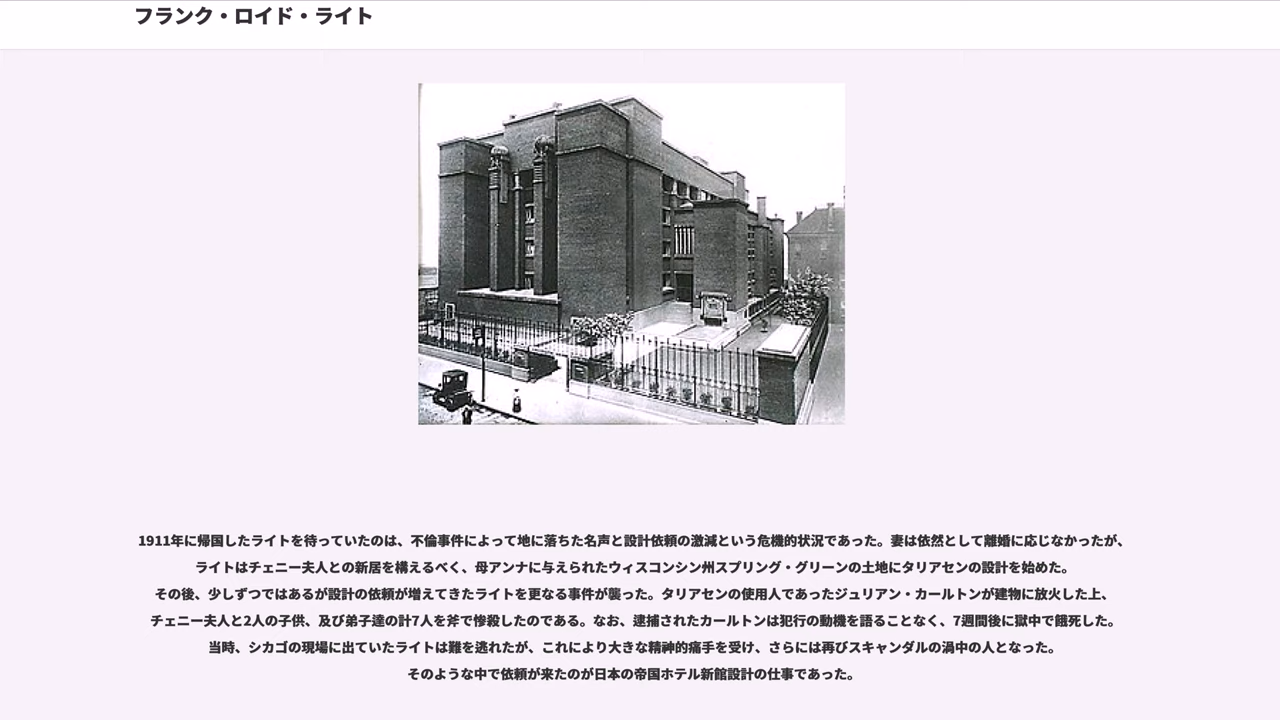 フランク・ロイド・ライト
1911年に帰国したライトを待っていたのは、不倫事件によって地に落ちた名声と設計依頼の激減という危機的状況であった。妻は依然として離婚に応じなかったが、
ライトはチェニー夫人との新居を構えるべく、母アンナに与えられたウィスコンシン州スプリング・グリーンの土地にタリアセンの設計を始めた。
その後、少しずつではあるが設計の依頼が増えてきたライトを更なる事件が襲った。タリアセンの使用人であったジュリアン・カールトンが建物に放火した上、
チェニー夫人と2人の子供、及び弟子達の計7人を斧で惨殺したのである。なお、逮捕されたカールトンは犯行の動機を語ることなく、7週間後に獄中で餓死した。
当時、シカゴの現場に出ていたライトは難を逃れたが、これにより大きな精神的痛手を受け、さらには再びスキャンダルの渦中の人となった。
そのような中で依頼が来たのが日本の帝国ホテル新館設計の仕事であった。